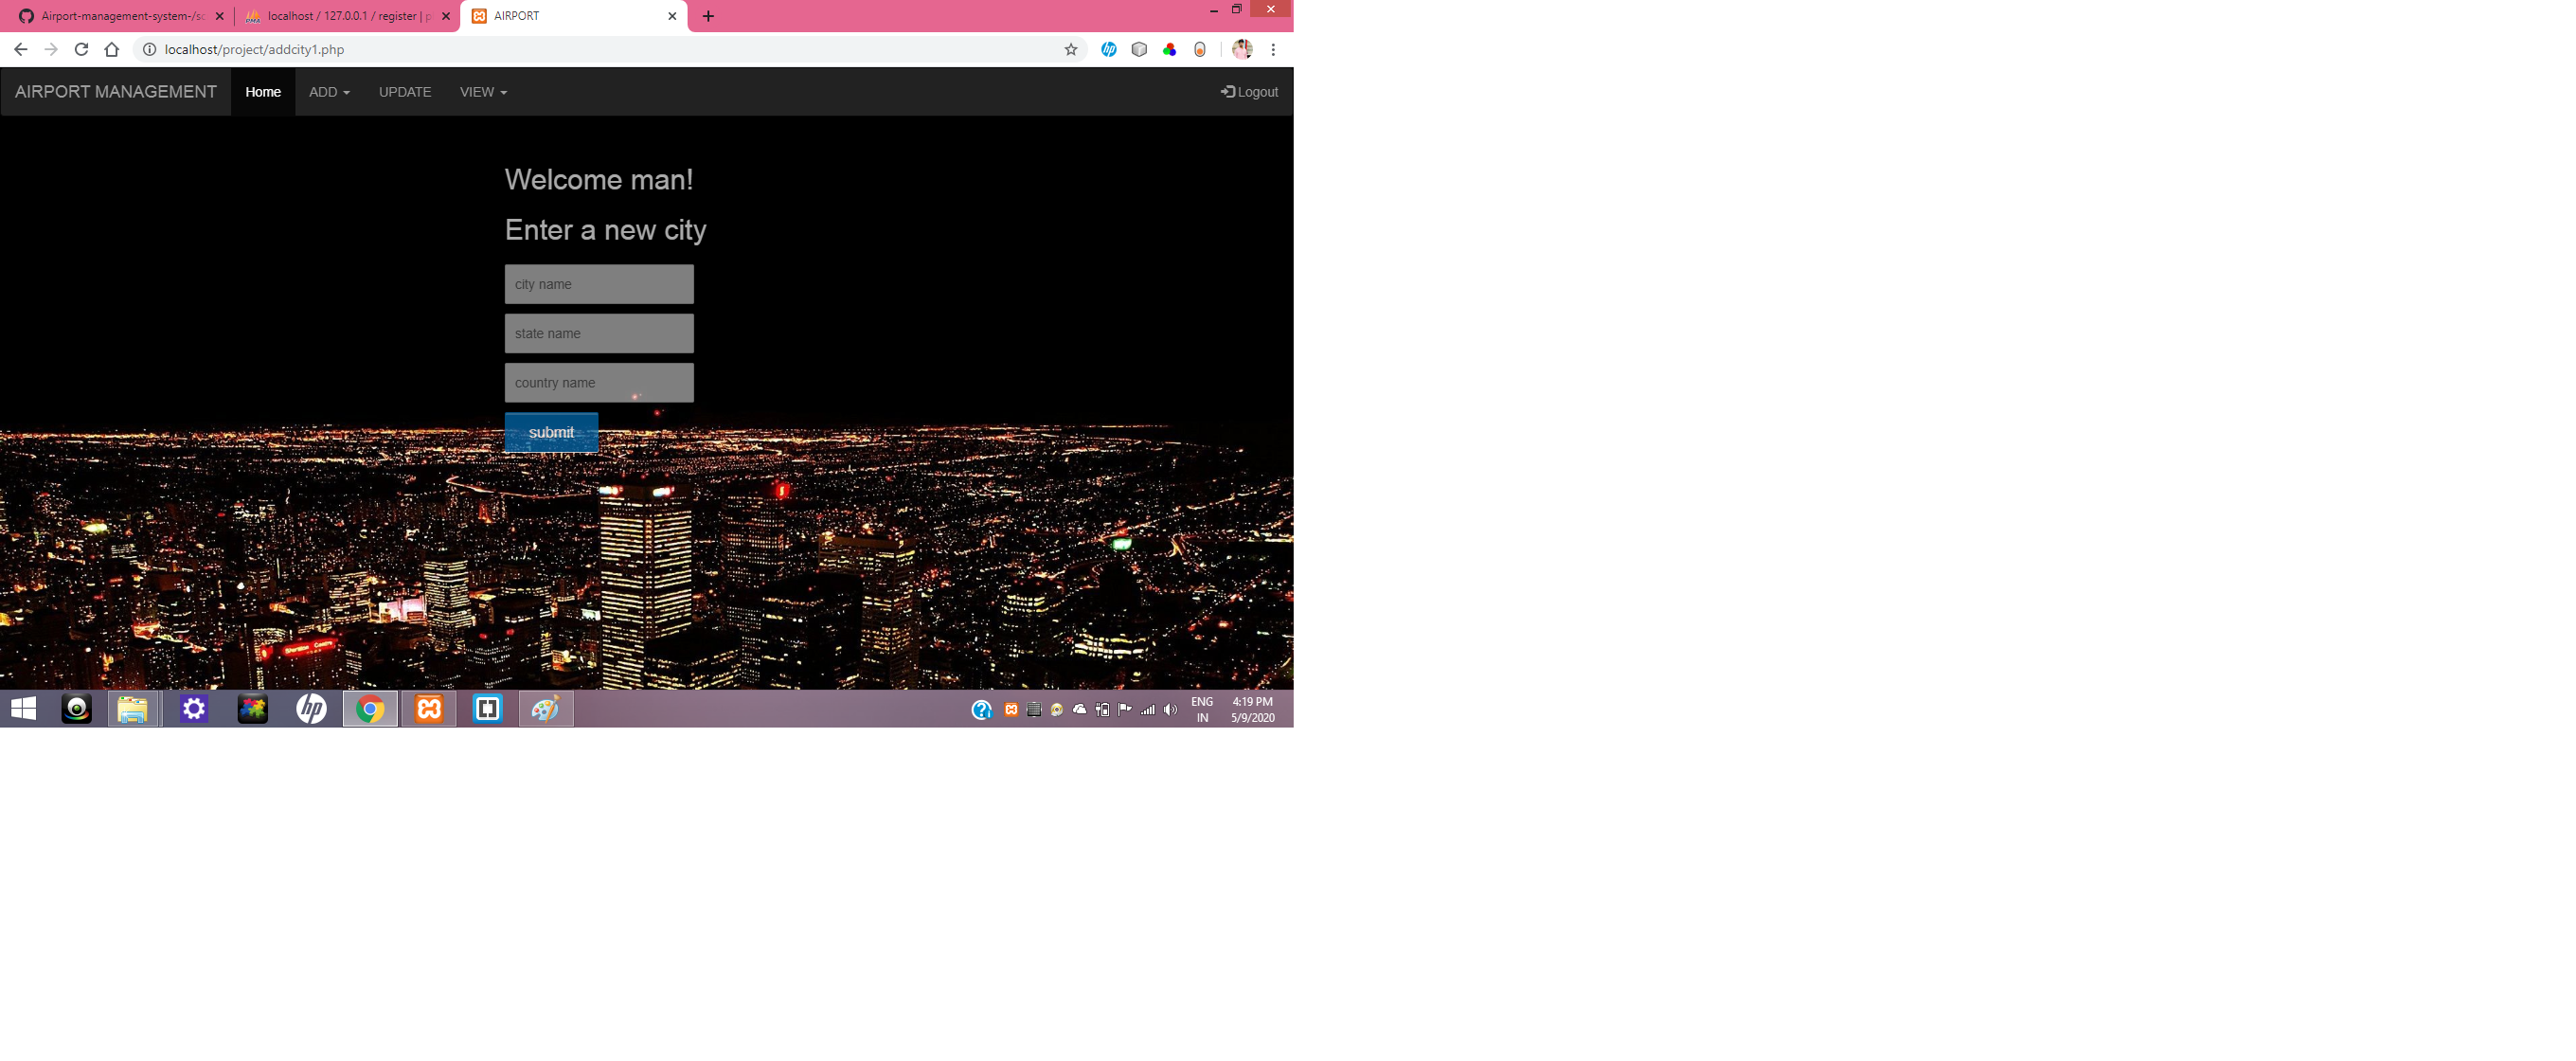 Airport-management-system-/sc
localhost / 127.0.0.1 / register | p
AIRPORT
localhost/project/addcity1.php
AIRPORT MANAGEMENT
Home
ADD
UPDATE
VIEW
Logout
Welcome man!
Enter a new city
city name
state name
country name
submit
ENG
IN
4:19 PM
5/9/2020